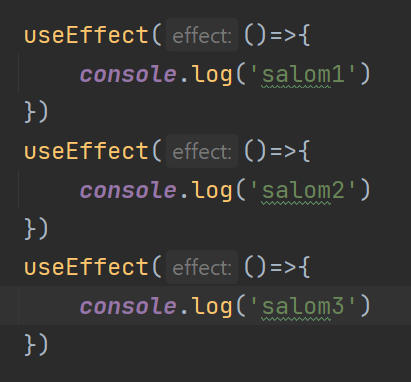 useEffect( effect: ()=>{
    console.log('salom1')
})
useEffect( effect: ()=>{
    console.log('salom2')
})
useEffect( effect: ()=>{
    console.log('salom3')
})